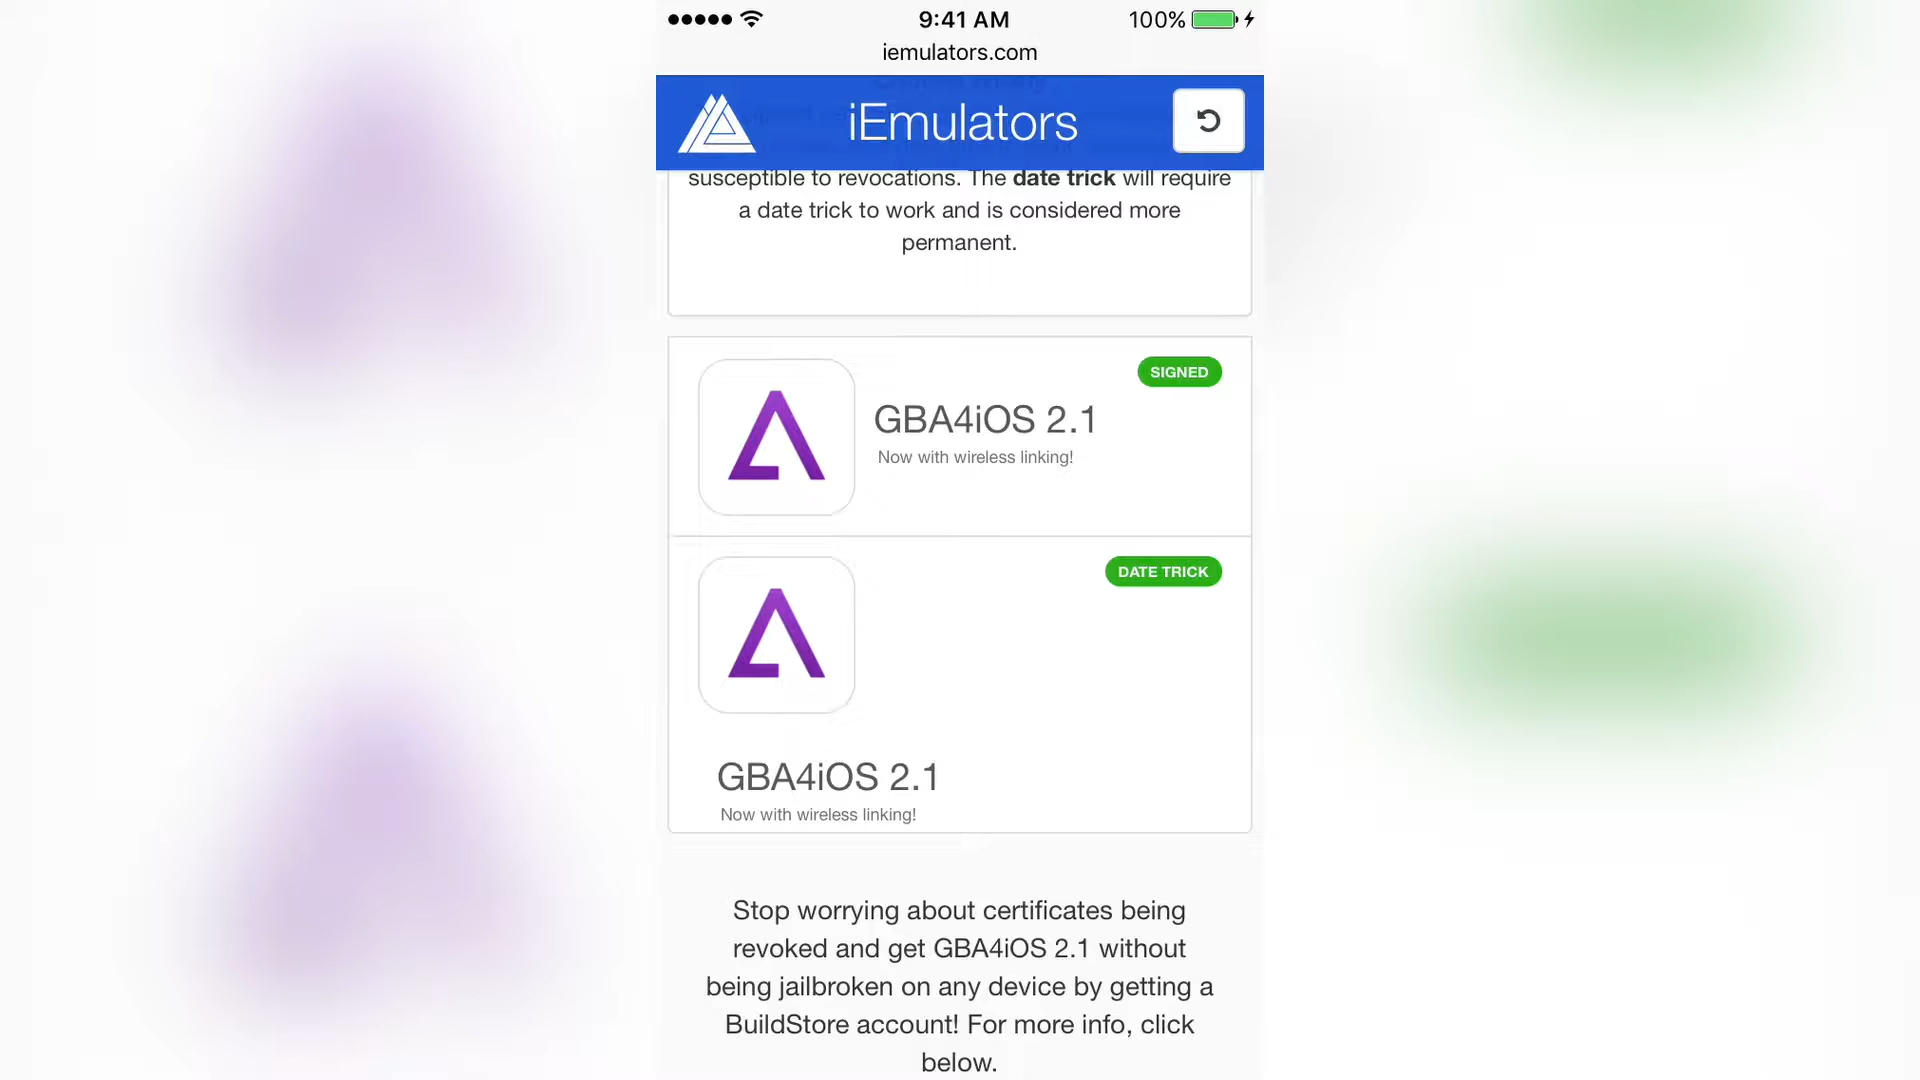 9:41 AM
100%
iemulators.com
iEmulators
susceptible to revocations. The date trick will require
a date trick to work and is considered more
permanent.
SIGNED
GBA4iOS 2.1
Now with wireless linking!
DATE TRICK
GBA4iOS 2.1
Now with wireless linking!
Stop worrying about certificates being
revoked and get GBA4iOS 2.1 without
being jailbroken on any device by getting a
BuildStore account! For more info, click
below.